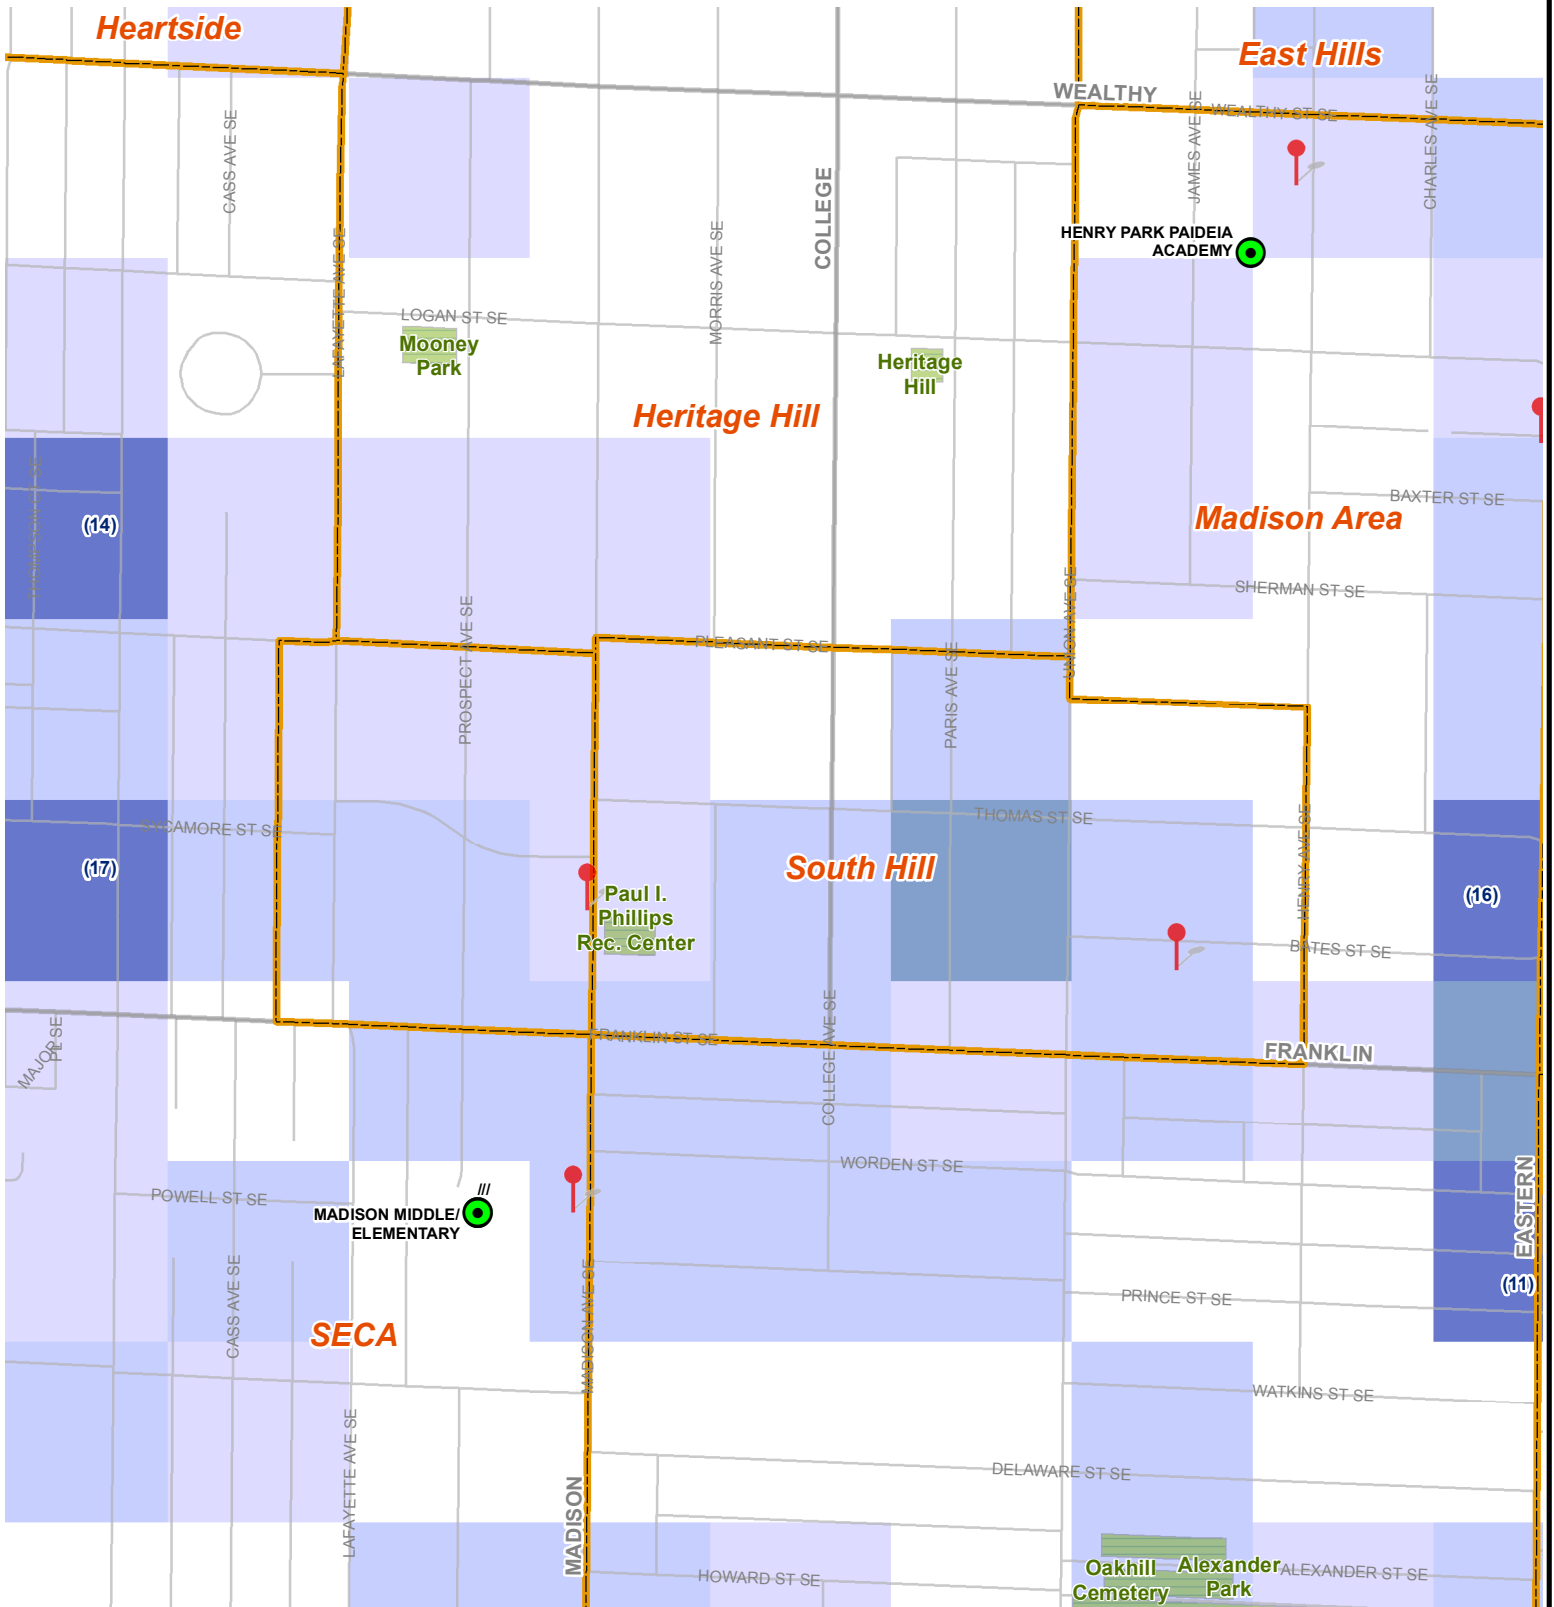 Heartside
East Hills
WEALTHY
WEALTHY ST SE
CASS AVE SE
JAMES AVE SE
CHARLES AVE SE
COLLEGE
HENRY PARK PAIDEIA
ACADEMY
MORRIS AVE SE
LAFAYETTE AVE SE
LOGAN ST SE
Mooney
Park
Heritage
Hill
Heritage Hill
Madison Area
BAXTER ST SE
(14)
SHERMAN ST SE
UNION AVE SE
PROSPECT AVE SE
PLEASANT ST SE
PARIS AVE SE
SYCAMORE ST SE
THOMAS ST SE
HENRY AVE SE
(17)
South Hill
(16)
Paul I.
Phillips
Rec. Center
BATES ST SE
MAJOR
PL SE
FRANKLIN ST SE
COLLEGE AVE SE
FRANKLIN
WORDEN ST SE
POWELL ST SE
///
MADISON MIDDLE/
ELEMENTARY
EASTERN
(11)
CASS AVE SE
SECA
MADISON AVE SE
PRINCE ST SE
WATKINS ST SE
LAFAYETTE AVE SE
MADISON
DELAWARE ST SE
HOWARD ST SE
Oakhill
Cemetery
Alexander
Park
ALEXANDER ST SE